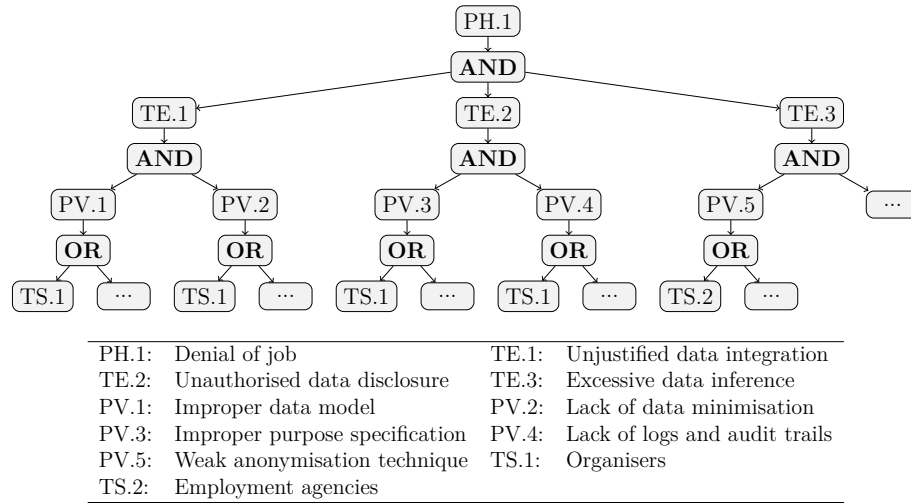 PH.1
AND
TE.1 TE.2 TE.3
AND AND AND
PV.1 PV.2 PV.3 PV.4 PV.5 ...
OR OR OR OR OR
TS.1 ... TS.1 ... TS.1 ... TS.1 ... TS.2 ...
PH.1: Denial of job TE.1: Unjustified data integration
TE.2: Unauthorised data disclosure TE.3: Excessive data inference
PV.1: Improper data model PV.2: Lack of data minimisation
PV.3: Improper purpose specification PV.4: Lack of logs and audit trails
PV.5: Weak anonymisation technique TS.1: Organisers
TS.2: Employment agencies